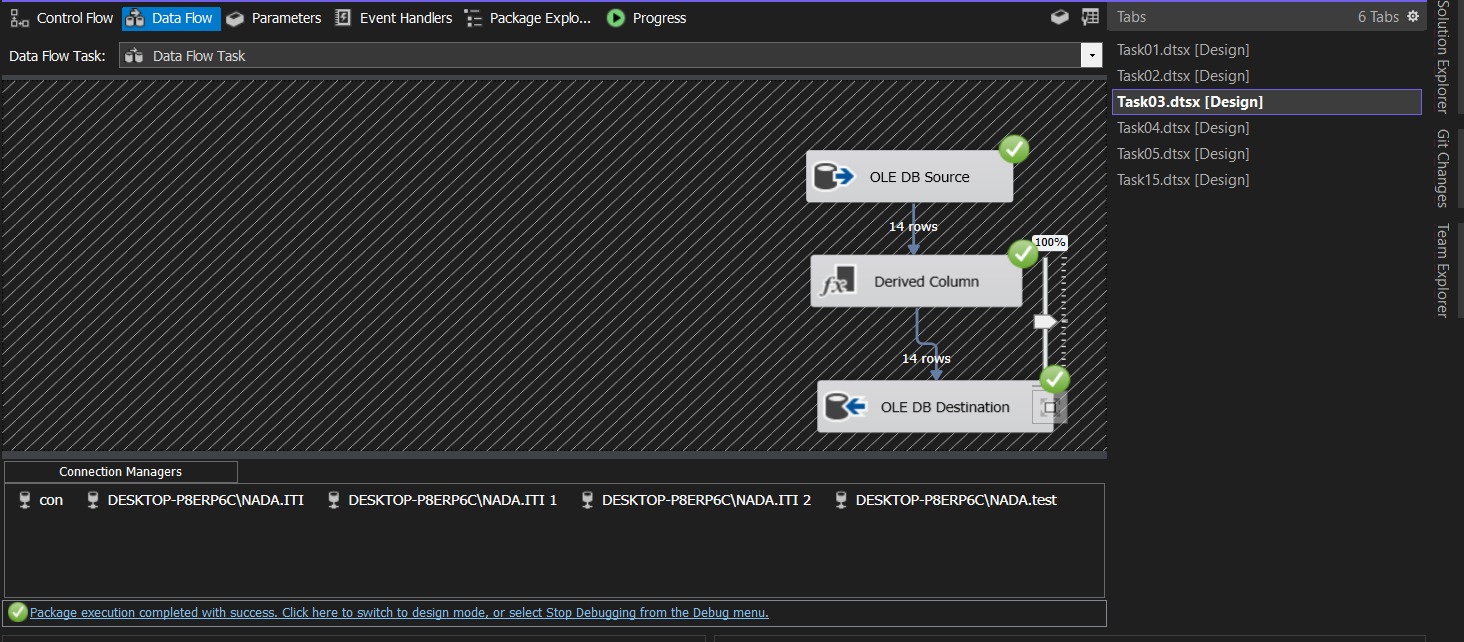 Control Flow Data Flow Parameters Event Handlers Package Explo... Progress
Data Flow Task: Data Flow Task
OLE DB Source
14 rows
100%
Derived Column
14 rows
OLE DB Destination
Connection Managers
con DESKTOP-P8ERP6C\NADA.ITI DESKTOP-P8ERP6C\NADA.ITI 1 DESKTOP-P8ERP6C\NADA.ITI 2 DESKTOP-P8ERP6C\NADA.test
Package execution completed with success. Click here to switch to design mode, or select Stop Debugging from the Debug menu.
Tabs 6 Tabs
Task01.dtsx [Design]
Task02.dtsx [Design]
Task03.dtsx [Design]
Task04.dtsx [Design]
Task05.dtsx [Design]
Task15.dtsx [Design]
Solution Explorer
Git Changes
Team Explorer